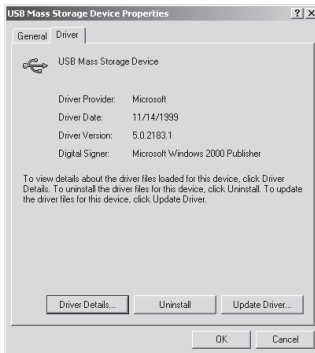 USB Mass Storage Device Properties
General Driver
USB Mass Storage Device
Driver Provider: Microsoft
Driver Date: 11/14/1999
Driver Version: 5.0.2183.1
Digital Signer: Microsoft Windows 2000 Publisher
To view details about the driver files loaded for this device, click Driver
Details. To uninstall the driver files for this device, click Uninstall. To update
the driver files for this device, click Update Driver.
Driver Details... Uninstall Update Driver...
OK Cancel